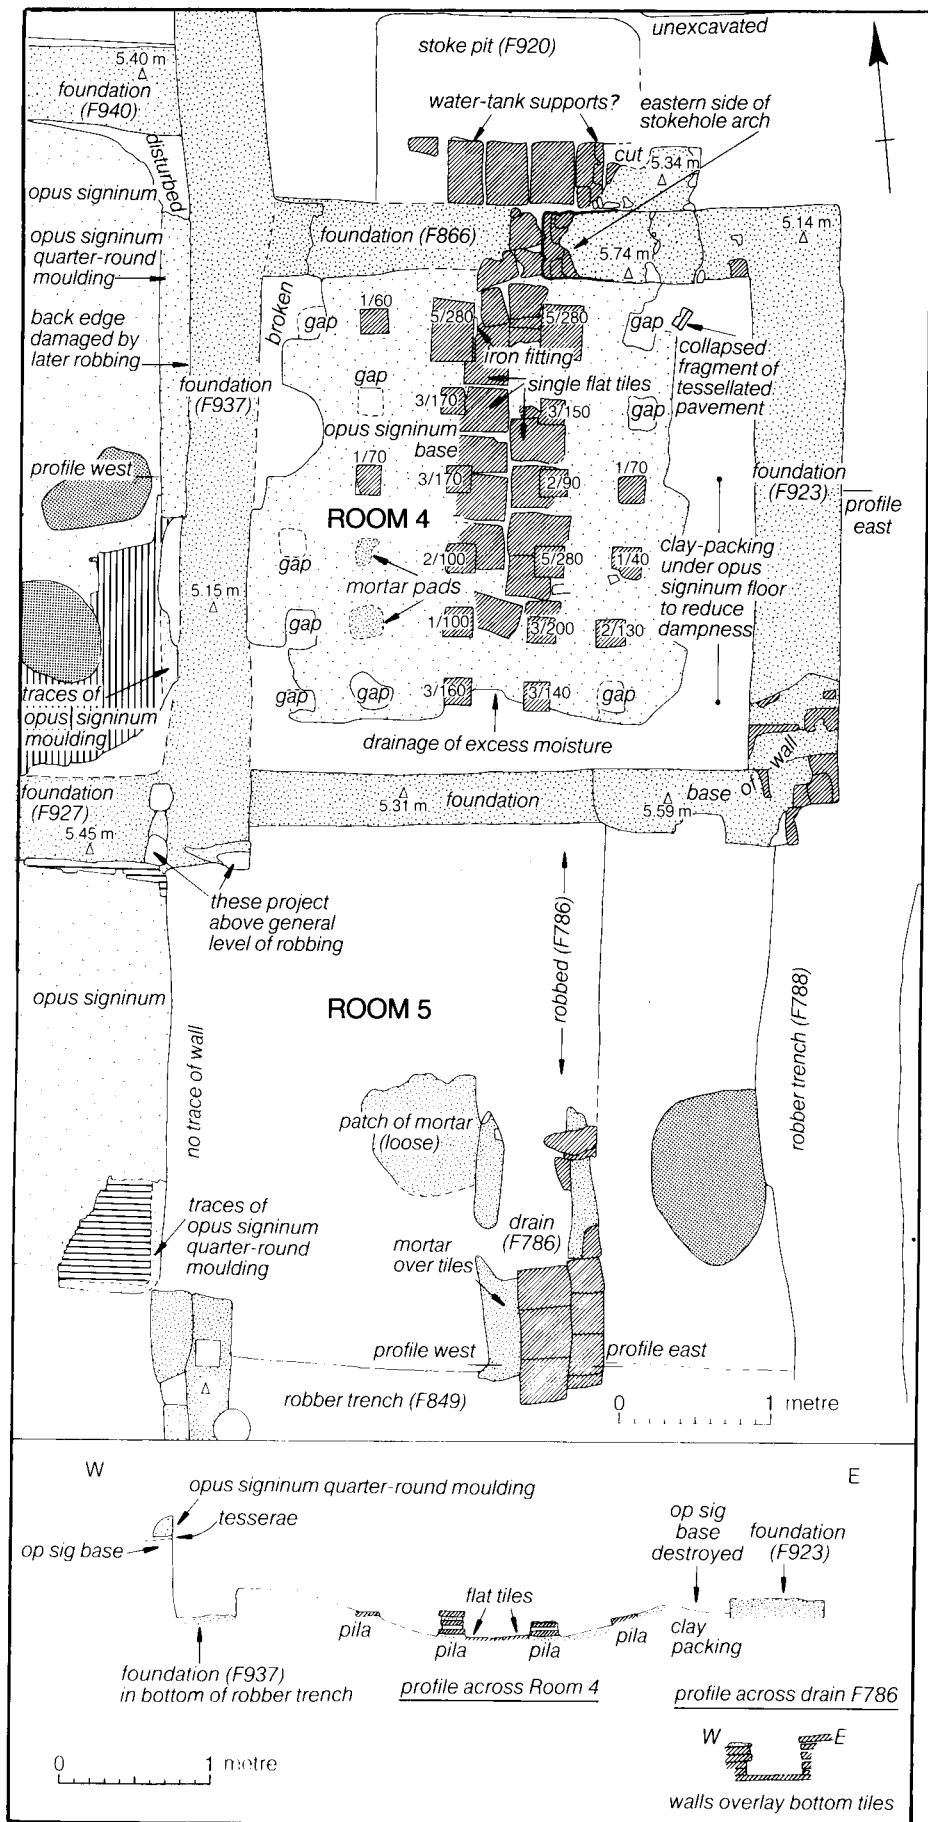 unexcavated
stoke pit (F920)
5.40 m
foundation
(F940)
water-tank supports?
eastern side of
stokehole arch
disturbed
cut
5.34 m
opus signinum
opus signinum
quarter-round
moulding
foundation (F866)
5.74 m
5.14 m
back edge
damaged by
later robbing
broken
gap
1/60
5/280
5/280
gap
iron fitting
collapsed
fragment of
tessellated
pavement
foundation
(F937)
gap
single flat tiles
3/170
3/150
gap
opus signinum
base
profile west
1/70
3/170
2/90
1/70
foundation
(F923)
profile
east
ROOM 4
gap
2/100
5/280
1/40
clay-packing
under opus
signinum floor
to reduce
dampness
5.15 m
mortar pads
gap
1/100
3/200
2/130
traces of
opus signinum
moulding
gap
gap
3/160
3/140
gap
drainage of excess moisture
foundation
(F927)
5.45 m
5.31 m
foundation
5.59 m
base of wall
these project
above general
level of robbing
robbed (F786)
opus signinum
ROOM 5
no trace of wall
robber trench (F788)
patch of mortar
(loose)
traces of
opus signinum
quarter-round
moulding
drain
(F786)
mortar
over tiles
profile west
profile east
robber trench (F849)
0 1 metre
W
E
opus signinum quarter-round moulding
tesserae
op sig base
op sig
base
destroyed
foundation
(F923)
flat tiles
pila
pila
pila
pila
clay
packing
foundation (F937)
in bottom of robber trench
profile across Room 4
profile across drain F786
0 1 metre
W E
walls overlay bottom tiles